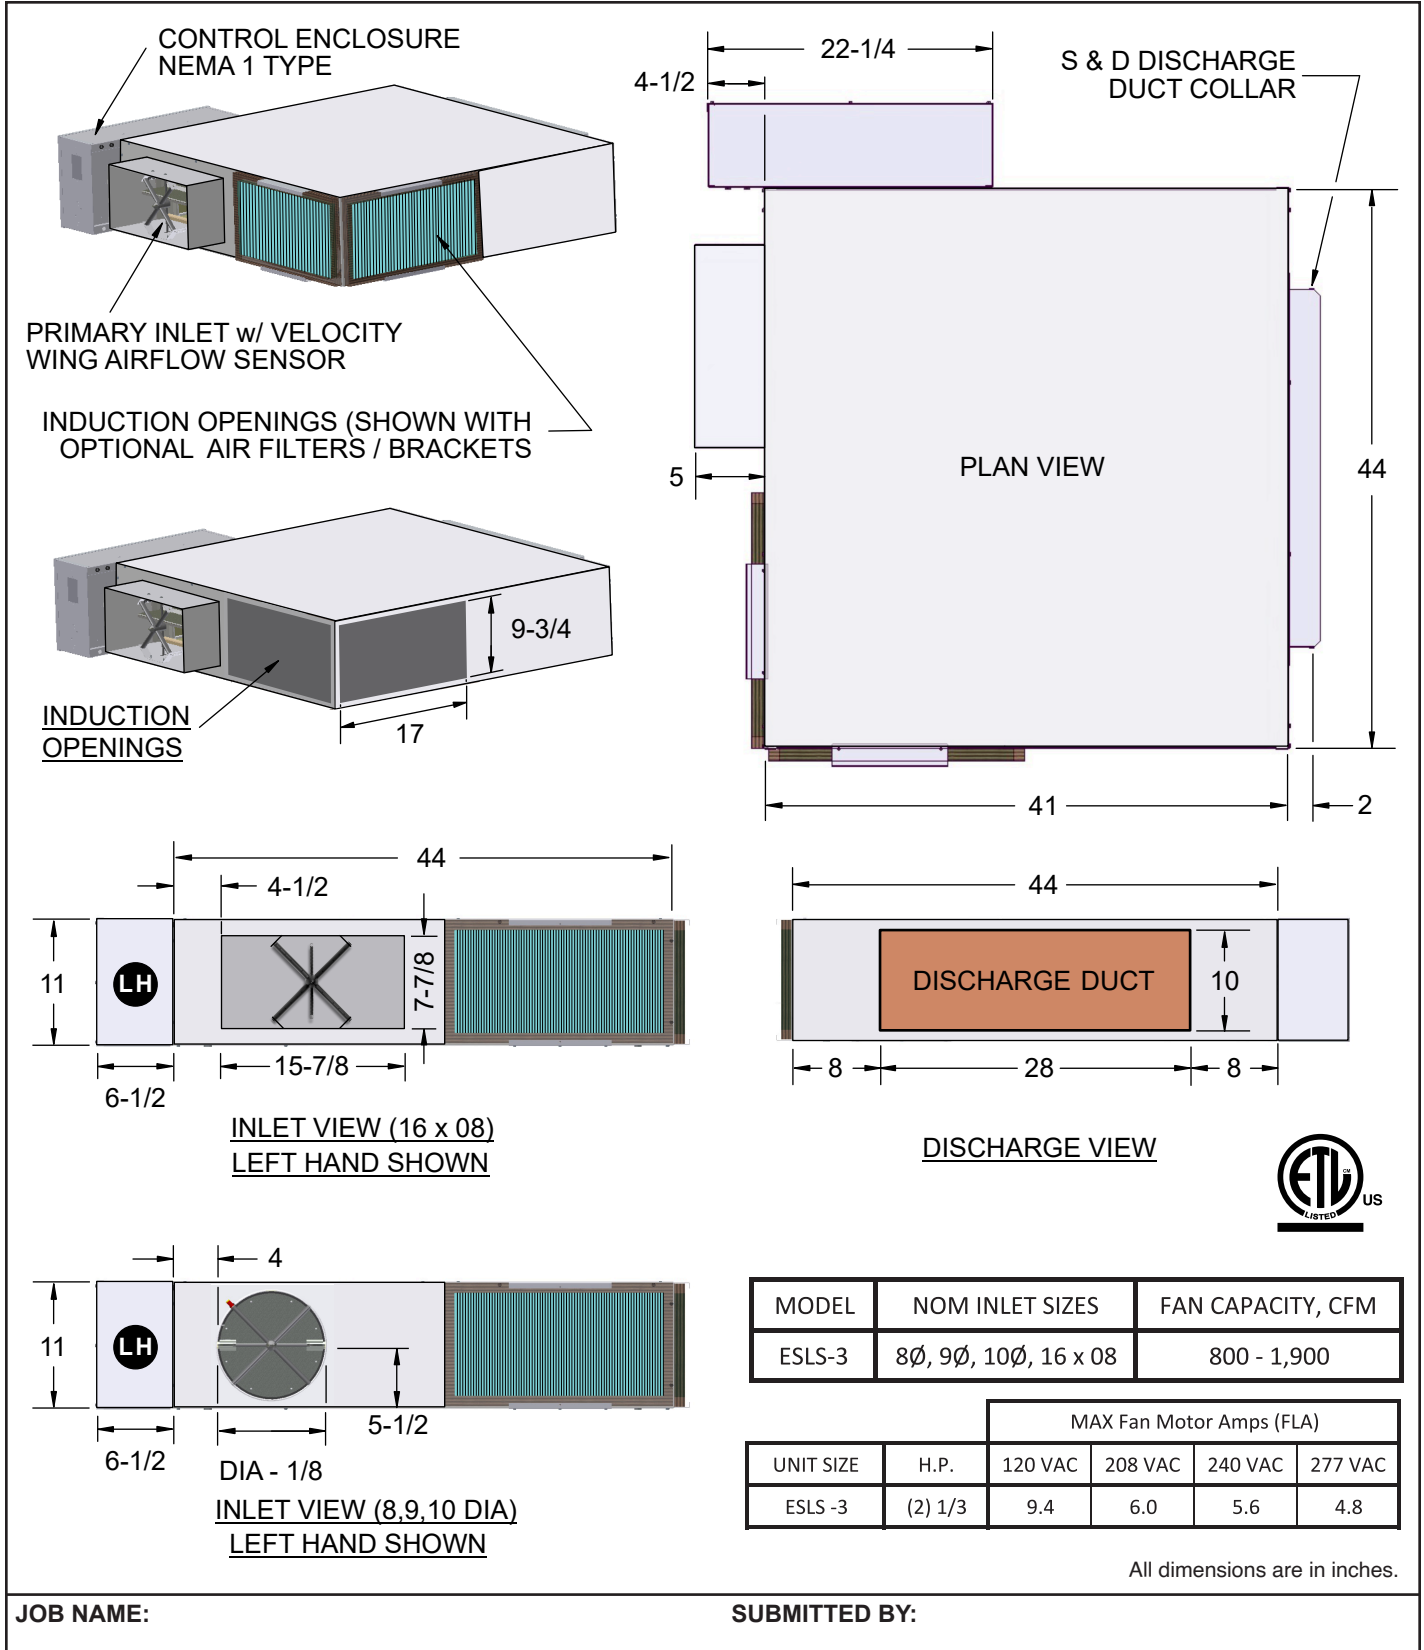 CONTROL ENCLOSURE
NEMA 1 TYPE
22-1/4
4-1/2
S & D DISCHARGE
DUCT COLLAR
PRIMARY INLET w/ VELOCITY
WING AIRFLOW SENSOR
INDUCTION OPENINGS (SHOWN WITH
OPTIONAL AIR FILTERS / BRACKETS
5
PLAN VIEW
44
9-3/4
17
INDUCTION
OPENINGS
41
2
44
4-1/2
11
LH
7-7/8
15-7/8
6-1/2
INLET VIEW (16 x 08)
LEFT HAND SHOWN
44
DISCHARGE DUCT
10
8
28
8
DISCHARGE VIEW
ETL
CM
LISTED
US
4
11
LH
5-1/2
6-1/2
DIA - 1/8
INLET VIEW (8,9,10 DIA)
LEFT HAND SHOWN
MODEL NOM INLET SIZES FAN CAPACITY, CFM
ESLS-3 8Ø, 9Ø, 10Ø, 16 x 08 800 - 1,900
MAX Fan Motor Amps (FLA)
UNIT SIZE H.P. 120 VAC 208 VAC 240 VAC 277 VAC
ESLS -3 (2) 1/3 9.4 6.0 5.6 4.8
All dimensions are in inches.
JOB NAME: SUBMITTED BY: